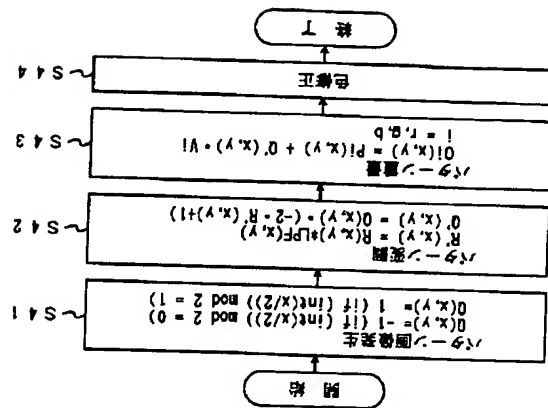 開始
パターン画像発生
Q(x,y)= -1 (if (int(x/2)) mod 2 = 0)
Q(x,y)= 1 (if (int(x/2)) mod 2 = 1)
S41
パターン変調
R'(x,y) = R(x,y)*LPF(x,y)
Q'(x,y) = Q(x,y)・(-2・R'(x,y)+1)
S42
パターン重畳
Oi(x,y) = Pi(x,y) + Q'(x,y)・Vi
i = r,g,b
S43
色修正
S44
終了